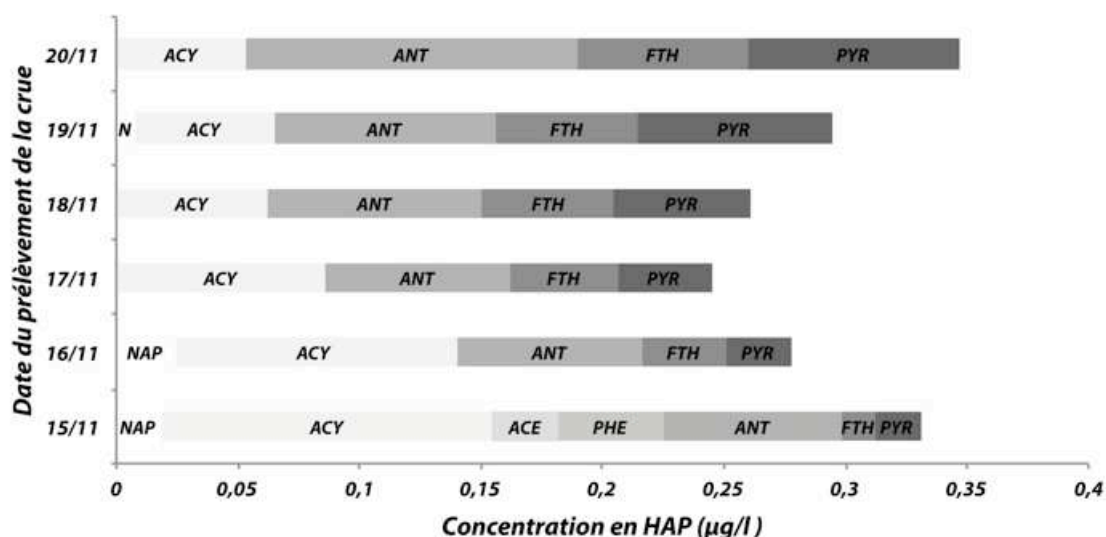 Date du prélèvement de la crue
20/11 ACY ANT FTH PYR
19/11 N ACY ANT FTH PYR
18/11 ACY ANT FTH PYR
17/11 ACY ANT FTH PYR
16/11 NAP ACY ANT FTH PYR
15/11 NAP ACY ACE PHE ANT FTH PYR
0 0,05 0,1 0,15 0,2 0,25 0,3 0,35 0,4
Concentration en HAP (µg/l )